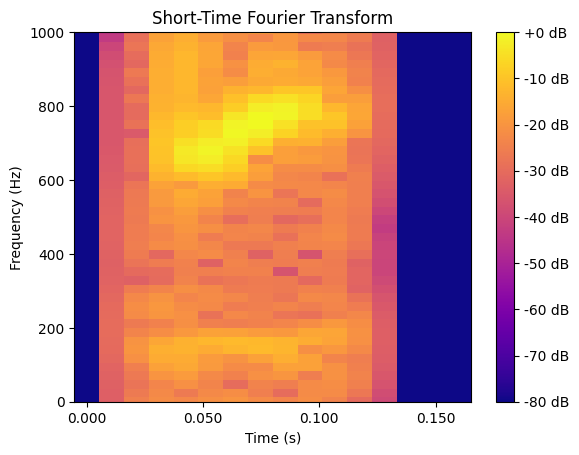 Short-Time Fourier Transform
1000
800
600
400
200
0
Frequency (Hz)
0.000
0.050
0.100
0.150
Time (s)
+0 dB
-10 dB
-20 dB
-30 dB
-40 dB
-50 dB
-60 dB
-70 dB
-80 dB